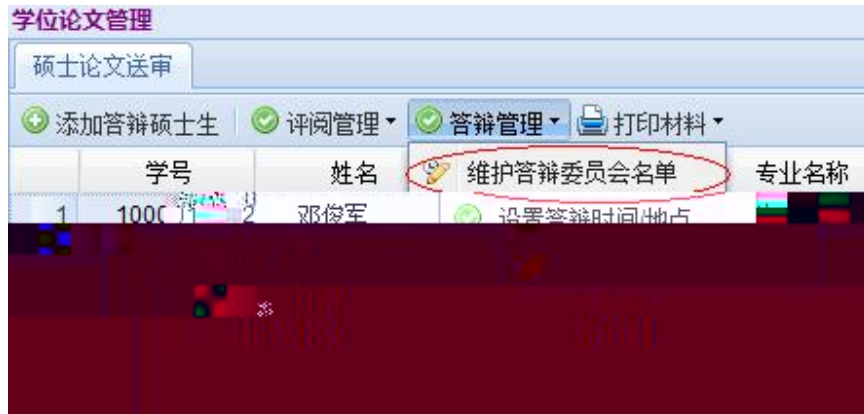 学位论文管理
硕士论文送审
添加答辩硕士生 评阅管理 答辩管理 打印材料
学号 姓名 维护答辩委员会名单 专业名称
1 邓俊军 设置答辩时间/地点